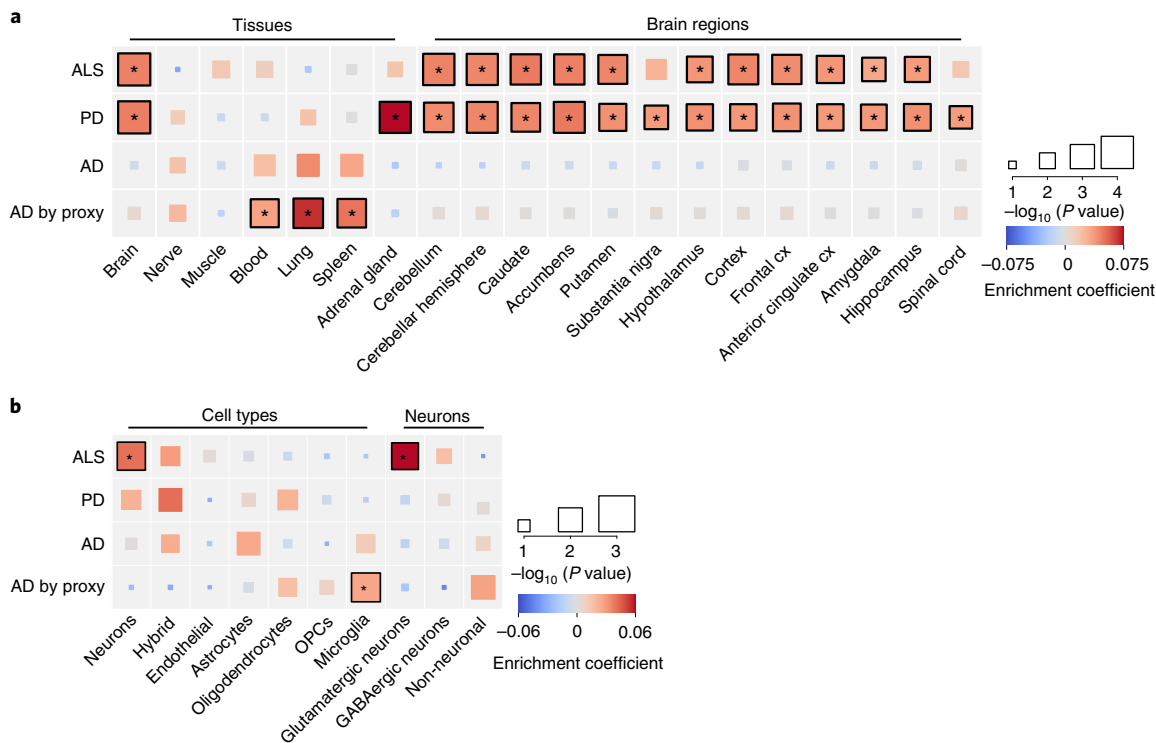 a
Tissues
Brain regions
ALS
* * * * * * * * * * * *
PD
* * * * * * * * * * * * * * *
AD
AD by proxy
* * *
1 2 3 4
–log10 (P value)
–0.075 0 0.075
Enrichment coefficient
Brain
Nerve
Muscle
Blood
Lung
Spleen
Adrenal gland
Cerebellum
Cerebellar hemisphere
Caudate
Accumbens
Putamen
Substantia nigra
Hypothalamus
Cortex
Frontal cx
Anterior cingulate cx
Amygdala
Hippocampus
Spinal cord
b
Cell types
Neurons
ALS
* *
PD
AD
AD by proxy
*
1 2 3
–log10 (P value)
–0.06 0 0.06
Enrichment coefficient
Neurons
Hybrid
Endothelial
Astrocytes
Oligodendrocytes
OPCs
Microglia
Glutamatergic neurons
GABAergic neurons
Non-neuronal